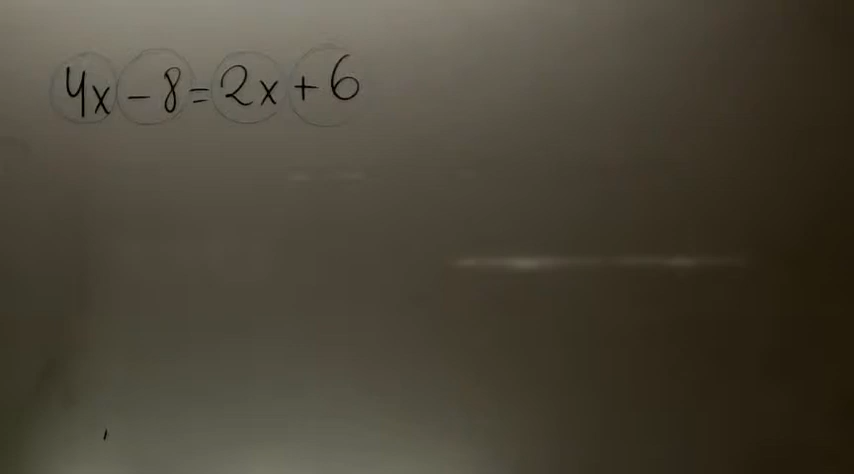 4x - 8 = 2x + 6